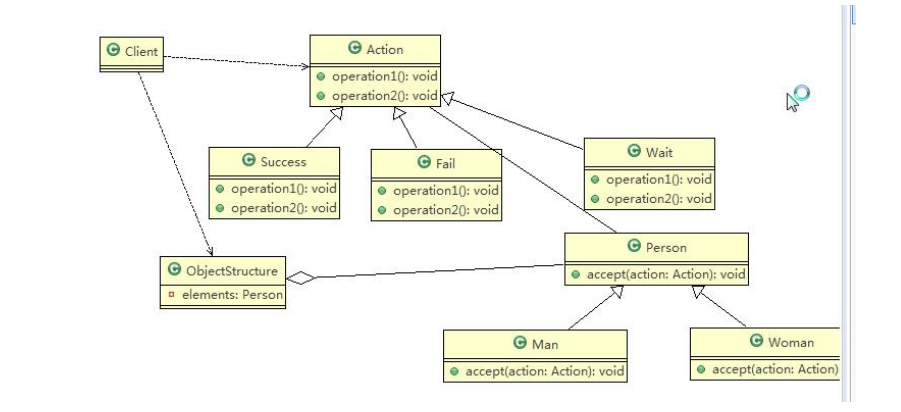 Client
Action
operation1(): void
operation2(): void
Success
operation1(): void
operation2(): void
Fail
operation1(): void
operation2(): void
Wait
operation1(): void
operation2(): void
Person
accept(action: Action): void
ObjectStructure
elements: Person
Man
accept(action: Action): void
Woman
accept(action: Action)